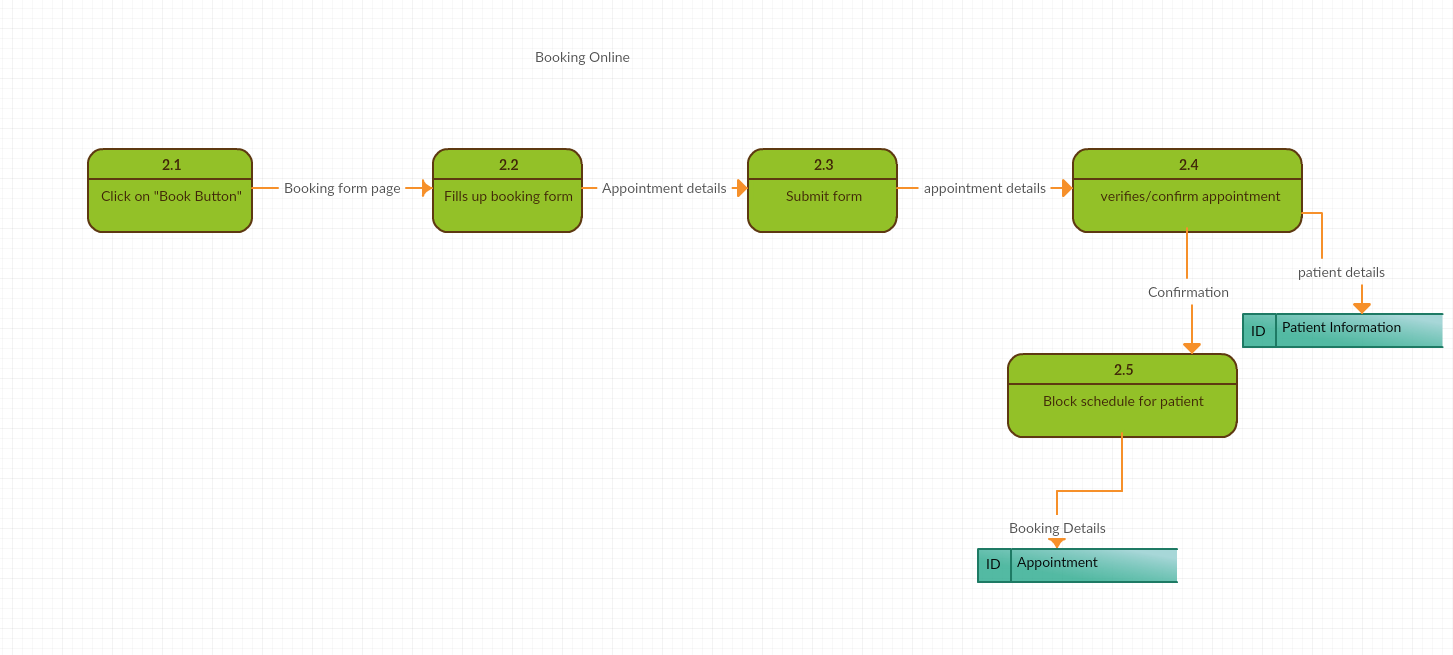 Booking Online
2.1
Click on "Book Button"
Booking form page
2.2
Fills up booking form
Appointment details
2.3
Submit form
appointment details
2.4
verifies/confirm appointment
patient details
Confirmation
ID Patient Information
2.5
Block schedule for patient
Booking Details
ID Appointment